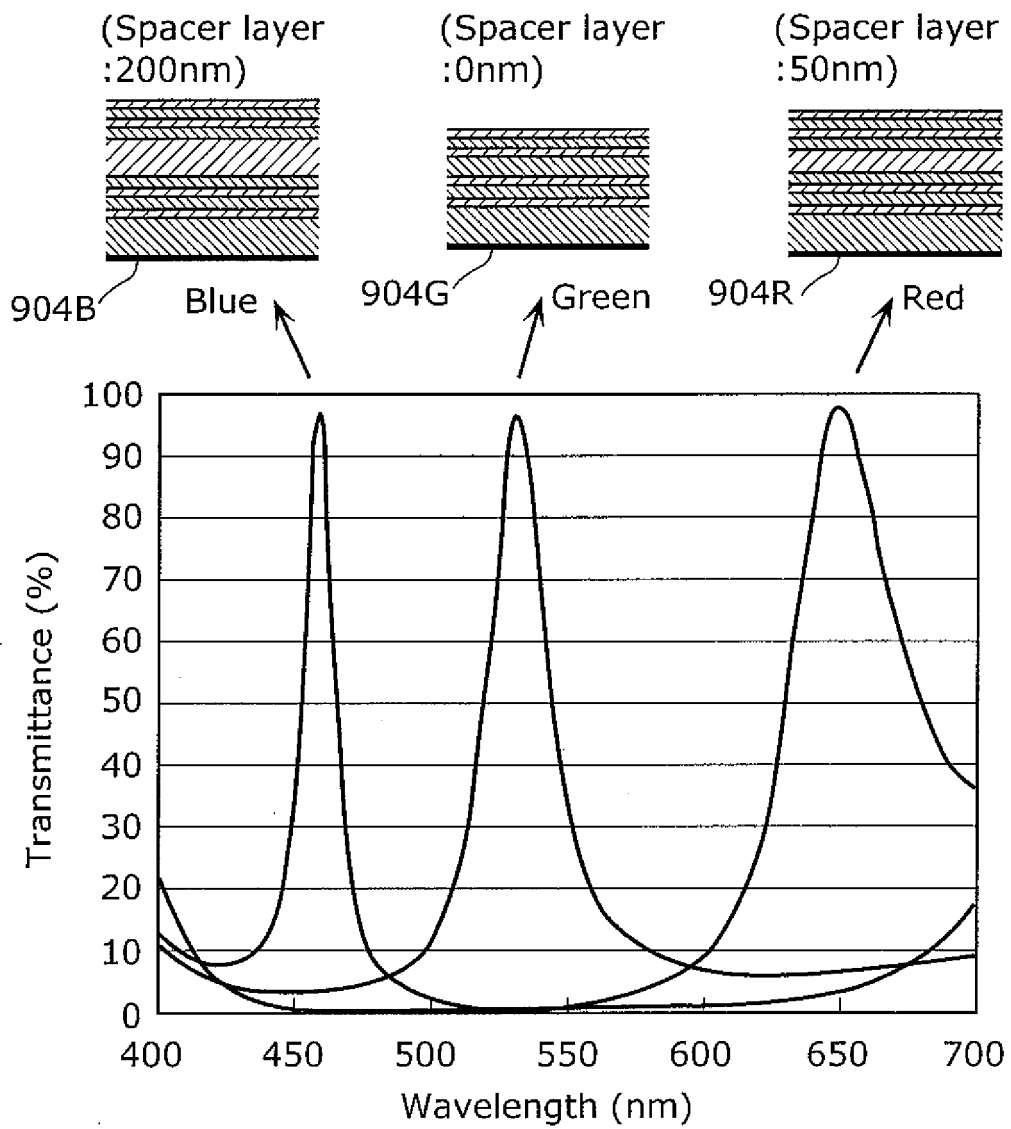 (Spacer layer
:200nm)
(Spacer layer
:0nm)
(Spacer layer
:50nm)
904B
Blue
904G
Green
904R
Red
Transmittance (%)
100
90
80
70
60
50
40
30
20
10
0
400
450
500
550
600
650
700
Wavelength (nm)